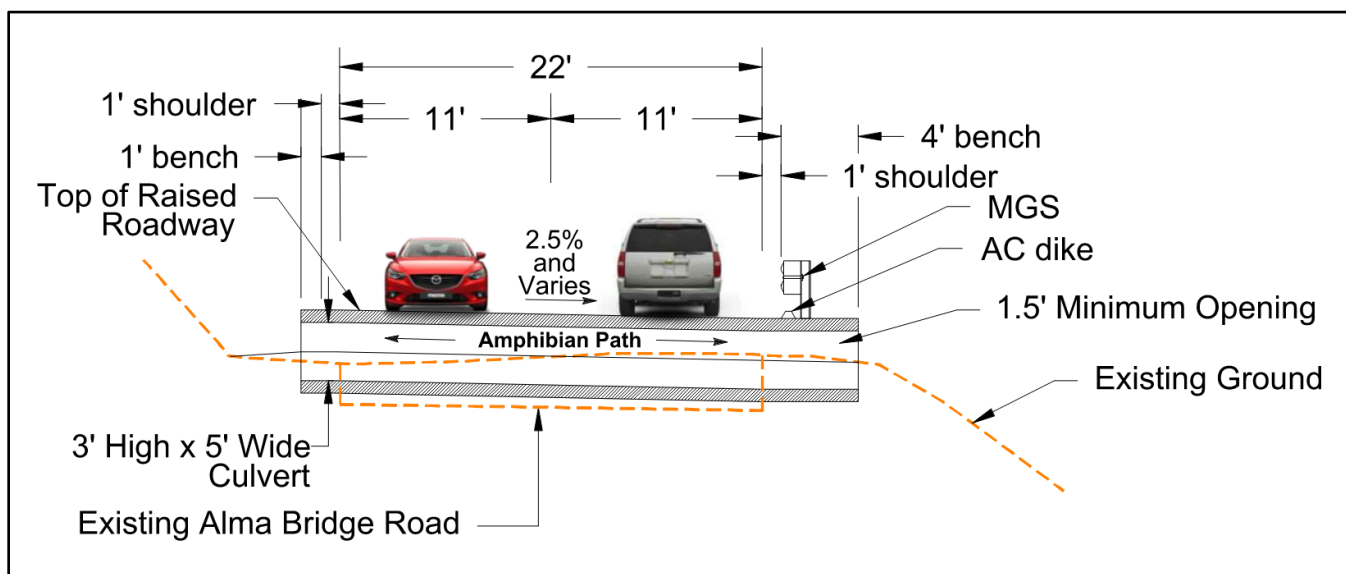 22'
1' shoulder
11'
11'
4' bench
1' bench
1' shoulder
Top of Raised
Roadway
MGS
2.5%
and
Varies
AC dike
1.5' Minimum Opening
Amphibian Path
Existing Ground
3' High x 5' Wide
Culvert
Existing Alma Bridge Road